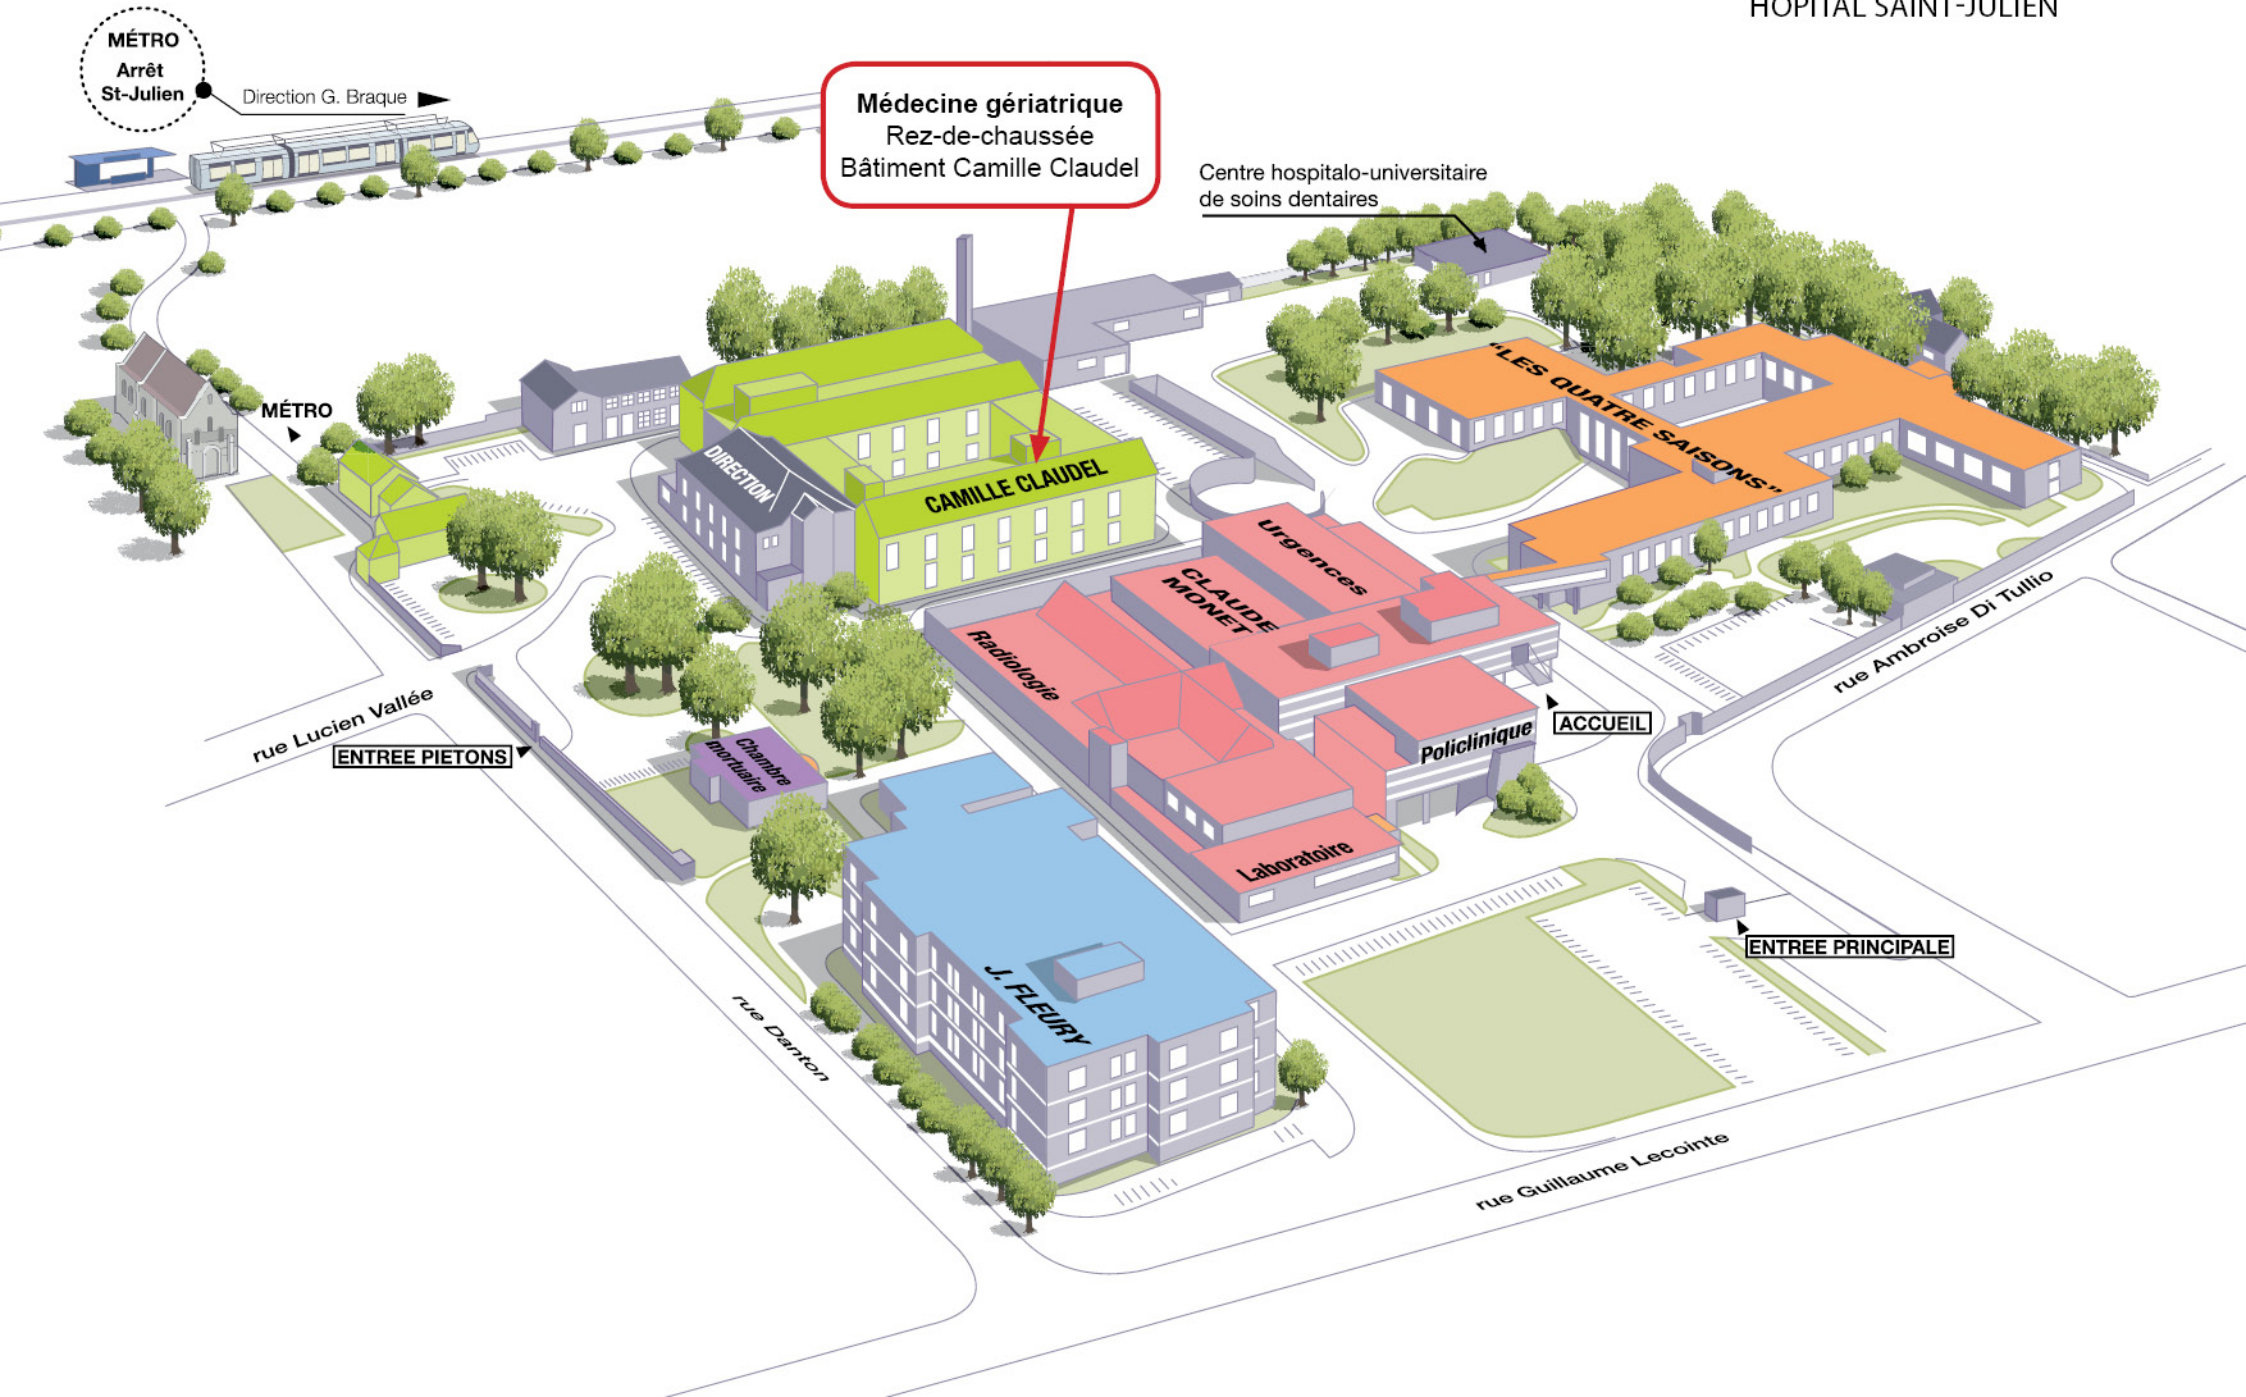 HOPITAL SAINT-JULIEN
MÉTRO
Arrêt
St-Julien
Direction G. Braque
Médecine gériatrique
Rez-de-chaussée
Bâtiment Camille Claudel
Centre hospitalo-universitaire
de soins dentaires
MÉTRO
"LES QUATRE SAISONS"
DIRECTION
CAMILLE CLAUDEL
Urgences
CLAUDE
MONET
Radiologie
rue Ambroise Di Tullio
rue Lucien Vallée
ENTREE PIETONS
ACCUEIL
Policlinique
Chambre
mortuaire
Laboratoire
ENTREE PRINCIPALE
J. FLEURY
rue Danton
rue Guillaume Lecointe